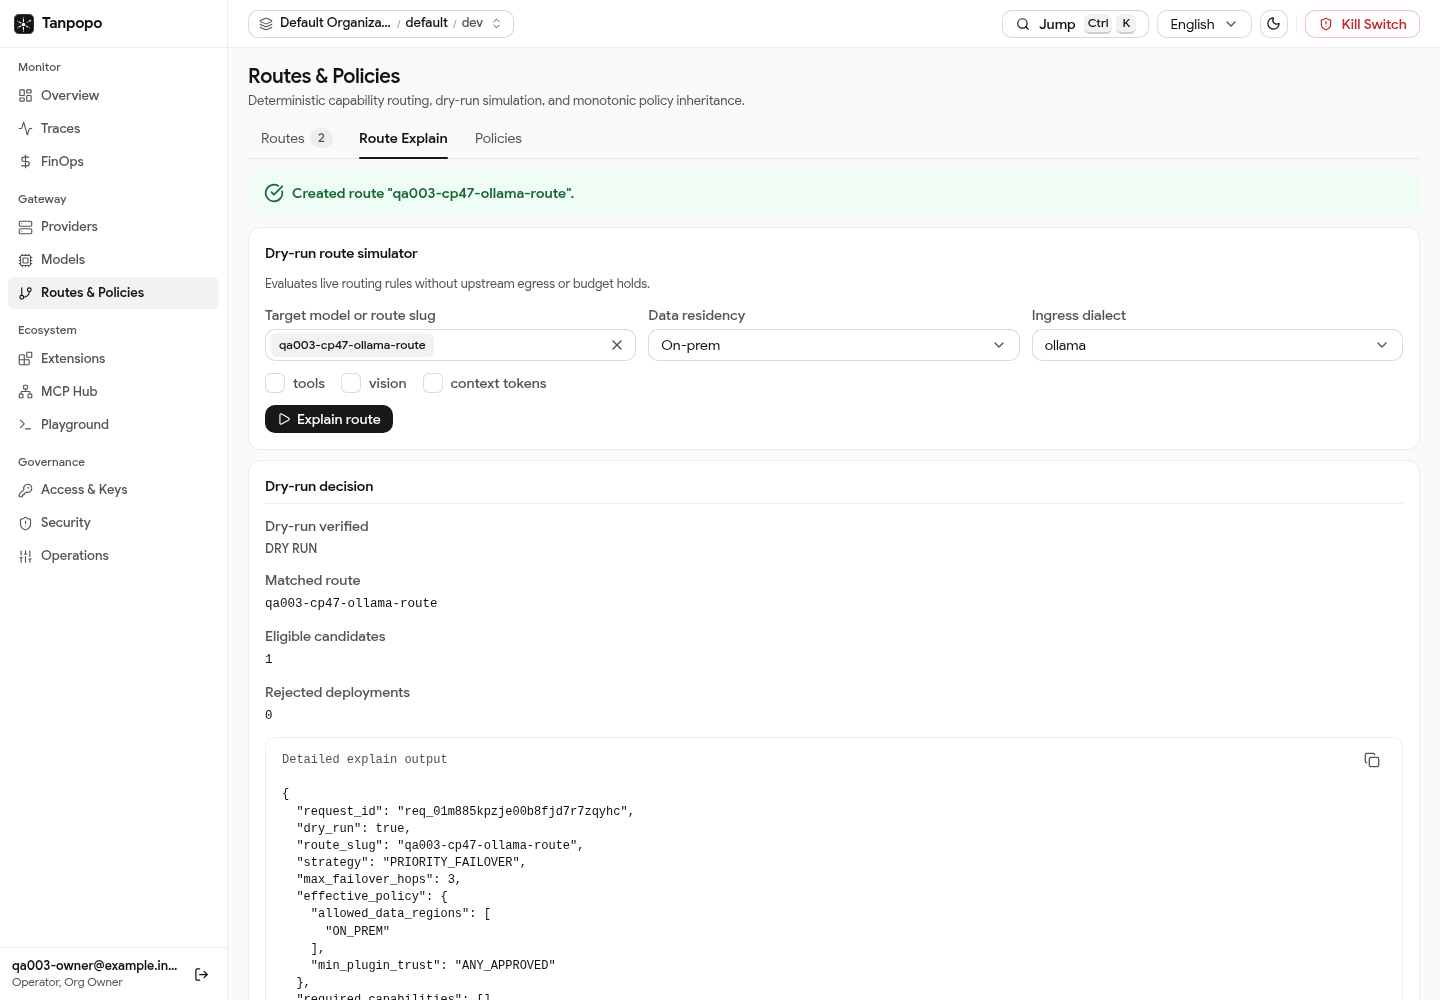 Tanpopo
Default Organiza... / default / dev
Jump Ctrl K
English
Kill Switch
Monitor
Overview
Traces
FinOps
Gateway
Providers
Models
Routes & Policies
Ecosystem
Extensions
MCP Hub
Playground
Governance
Access & Keys
Security
Operations
qa003-owner@example.in...
Operator, Org Owner
Routes & Policies
Deterministic capability routing, dry-run simulation, and monotonic policy inheritance.
Routes 2 Route Explain Policies
Created route "qa003-cp47-ollama-route".
Dry-run route simulator
Evaluates live routing rules without upstream egress or budget holds.
Target model or route slug Data residency Ingress dialect
qa003-cp47-ollama-route On-prem ollama
tools vision context tokens
Explain route
Dry-run decision
Dry-run verified
DRY RUN
Matched route
qa003-cp47-ollama-route
Eligible candidates
1
Rejected deployments
0
Detailed explain output
{
"request_id": "req_01m885kpzje00b8fjd7r7zqyhc",
"dry_run": true,
"route_slug": "qa003-cp47-ollama-route",
"strategy": "PRIORITY_FAILOVER",
"max_failover_hops": 3,
"effective_policy": {
"allowed_data_regions": [
"ON_PREM"
],
"min_plugin_trust": "ANY_APPROVED"
},
"required_capabilities": []